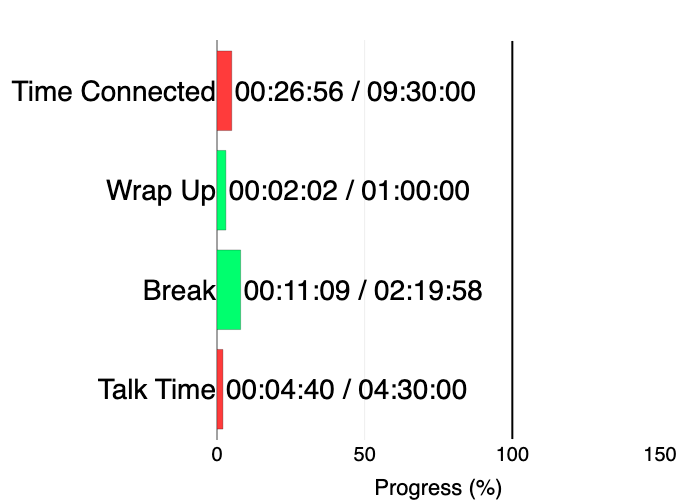 Time Connected 00:26:56 / 09:30:00
Wrap Up 00:02:02 / 01:00:00
Break 00:11:09 / 02:19:58
Talk Time 00:04:40 / 04:30:00
0 50 100 150
Progress (%)